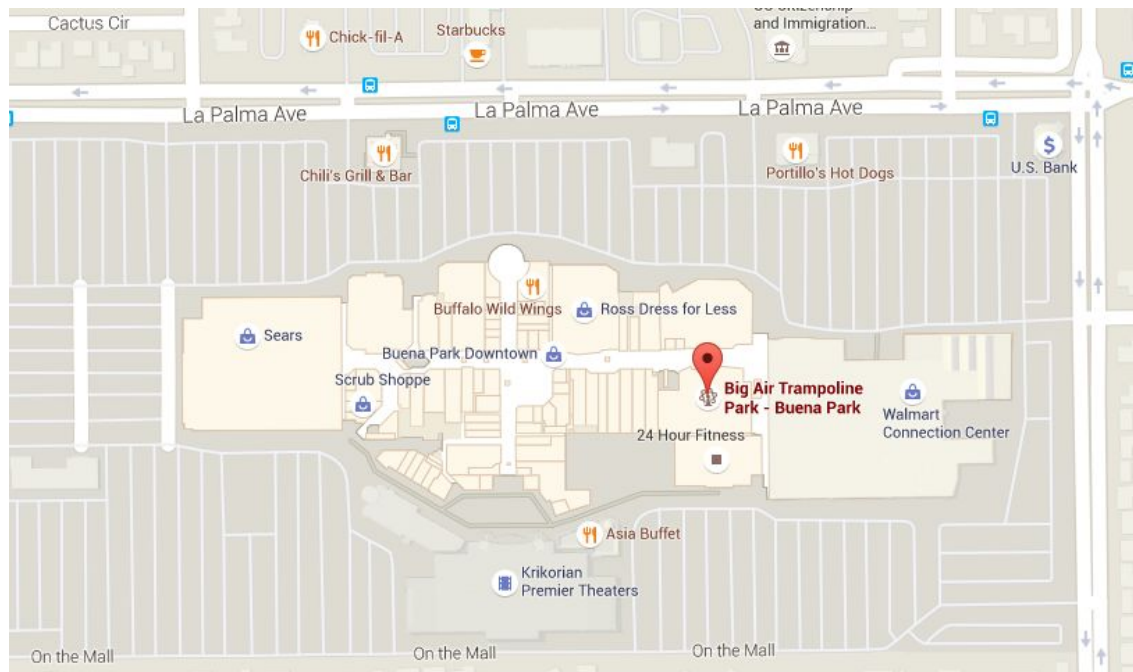 Cactus Cir
Chick-fil-A
Starbucks
US Citizenship
and Immigration...
La Palma Ave
La Palma Ave
La Palma Ave
Chili's Grill & Bar
Portillo's Hot Dogs
$
U.S. Bank
Buffalo Wild Wings
Ross Dress for Less
Sears
Buena Park Downtown
Scrub Shoppe
Big Air Trampoline
Park - Buena Park
Walmart
Connection Center
24 Hour Fitness
Asia Buffet
Krikorian
Premier Theaters
On the Mall
On the Mall
On the Mall